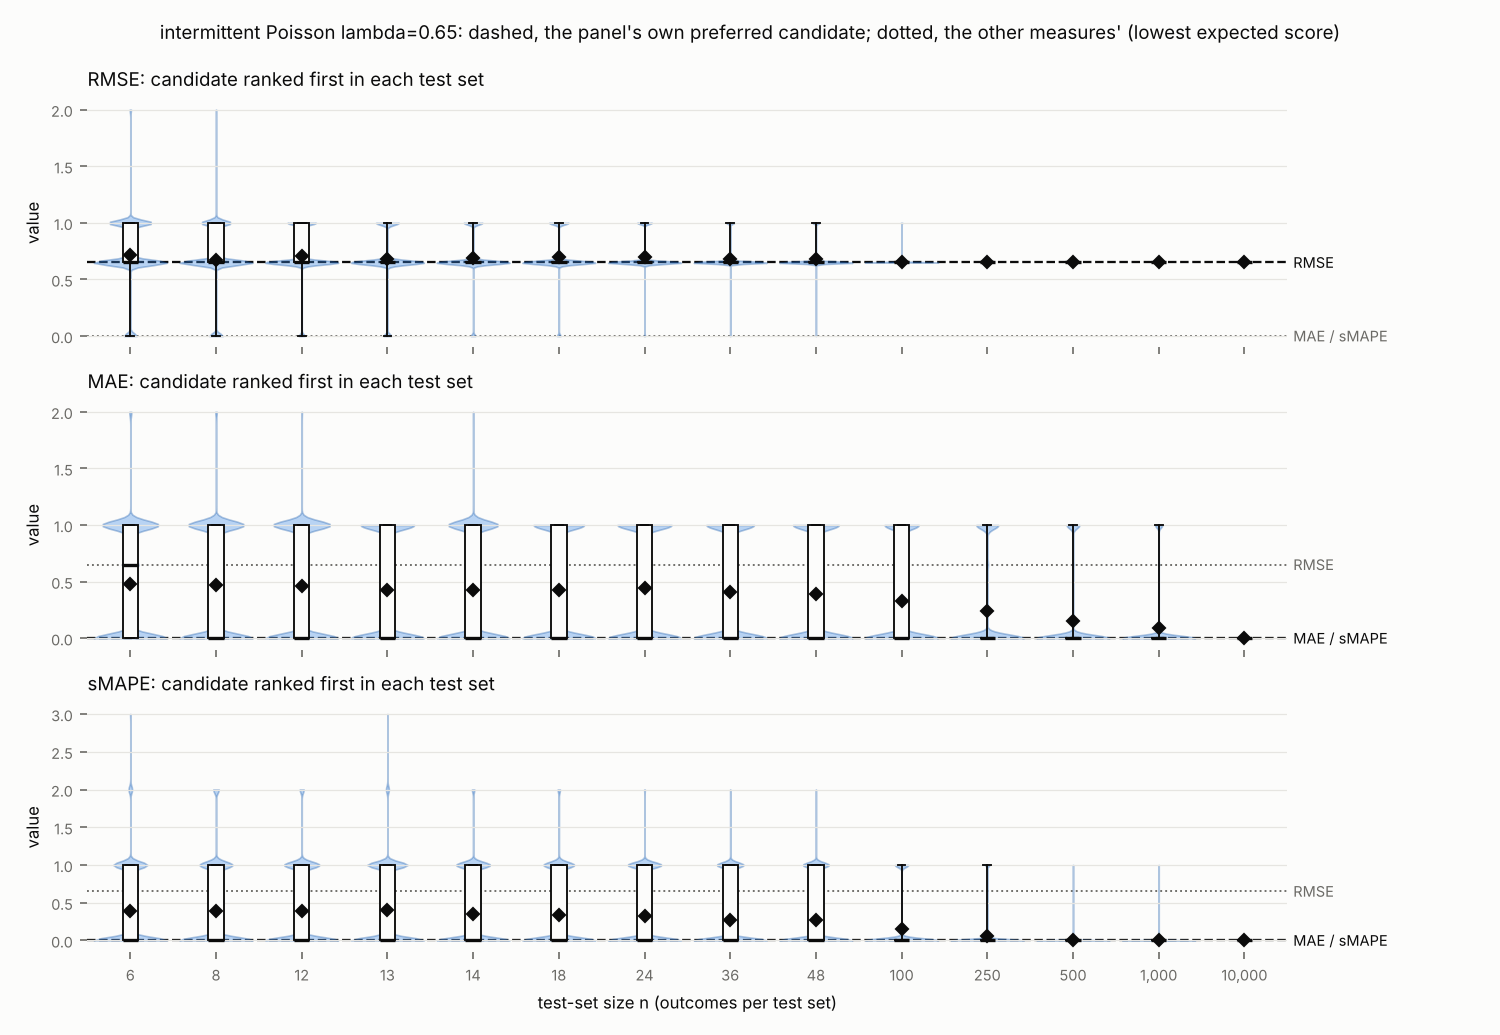 intermittent Poisson lambda=0.65: dashed, the panel's own preferred candidate; dotted, the other measures' (lowest expected score)
RMSE: candidate ranked first in each test set
2.0
1.5
1.0
0.5
0.0
value
RMSE
MAE / sMAPE
MAE: candidate ranked first in each test set
2.0
1.5
1.0
0.5
0.0
value
RMSE
MAE / sMAPE
sMAPE: candidate ranked first in each test set
3.0
2.5
2.0
1.5
1.0
0.5
0.0
value
RMSE
MAE / sMAPE
6 8 12 13 14 18 24 36 48 100 250 500 1,000 10,000
test-set size n (outcomes per test set)